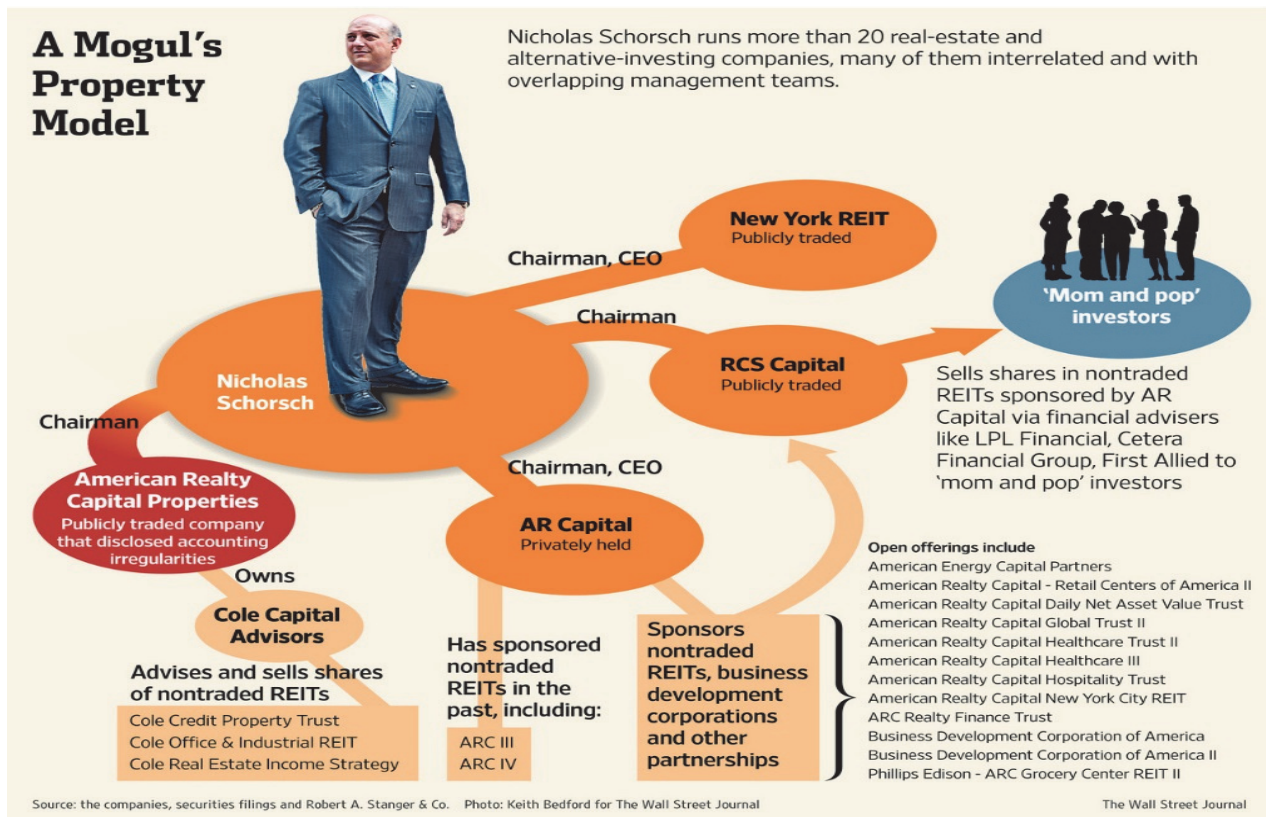 A Mogul’s
Property
Model
Nicholas Schorsch runs more than 20 real-estate and
alternative-investing companies, many of them interrelated and with
overlapping management teams.
New York REIT
Publicly traded
Chairman, CEO
Chairman
‘Mom and pop’
investors
RCS Capital
Publicly traded
Nicholas
Schorsch
Sells shares in nontraded
REITs sponsored by AR
Capital via financial advisers
like LPL Financial, Cetera
Financial Group, First Allied to
‘mom and pop’ investors
Chairman
American Realty
Capital Properties
Publicly traded company
that disclosed accounting
irregularities
Chairman, CEO
AR Capital
Privately held
Owns
Cole Capital
Advisors
Advises and sells shares
of nontraded REITs
Cole Credit Property Trust
Cole Office & Industrial REIT
Cole Real Estate Income Strategy
Has sponsored
nontraded
REITs in the
past, including:
ARC III
ARC IV
Sponsors
nontraded
REITs, business
development
corporations
and other
partnerships
Open offerings include
American Energy Capital Partners
American Realty Capital - Retail Centers of America II
American Realty Capital Daily Net Asset Value Trust
American Realty Capital Global Trust II
American Realty Capital Healthcare Trust II
American Realty Capital Healthcare III
American Realty Capital Hospitality Trust
American Realty Capital New York City REIT
ARC Realty Finance Trust
Business Development Corporation of America
Business Development Corporation of America II
Phillips Edison - ARC Grocery Center REIT II
Source: the companies, securities filings and Robert A. Stanger & Co. Photo: Keith Bedford for The Wall Street Journal
The Wall Street Journal